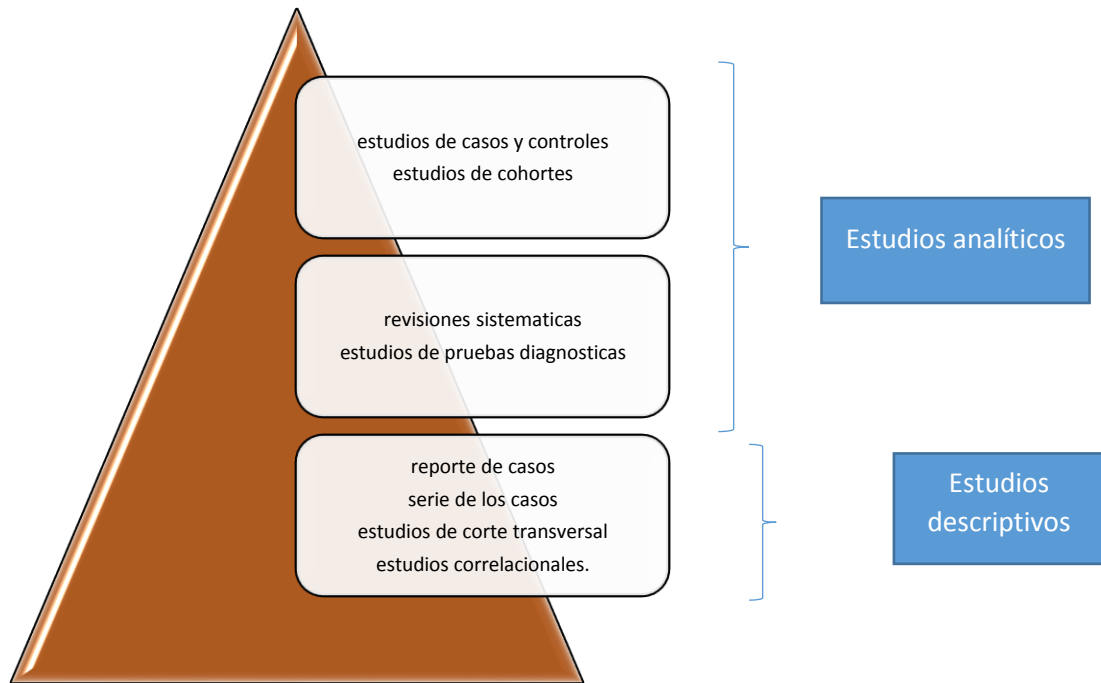 estudios de casos y controles
estudios de cohortes
Estudios analíticos
revisiones sistematicas
estudios de pruebas diagnosticas
reporte de casos
serie de los casos
estudios de corte transversal
estudios correlacionales.
Estudios
descriptivos